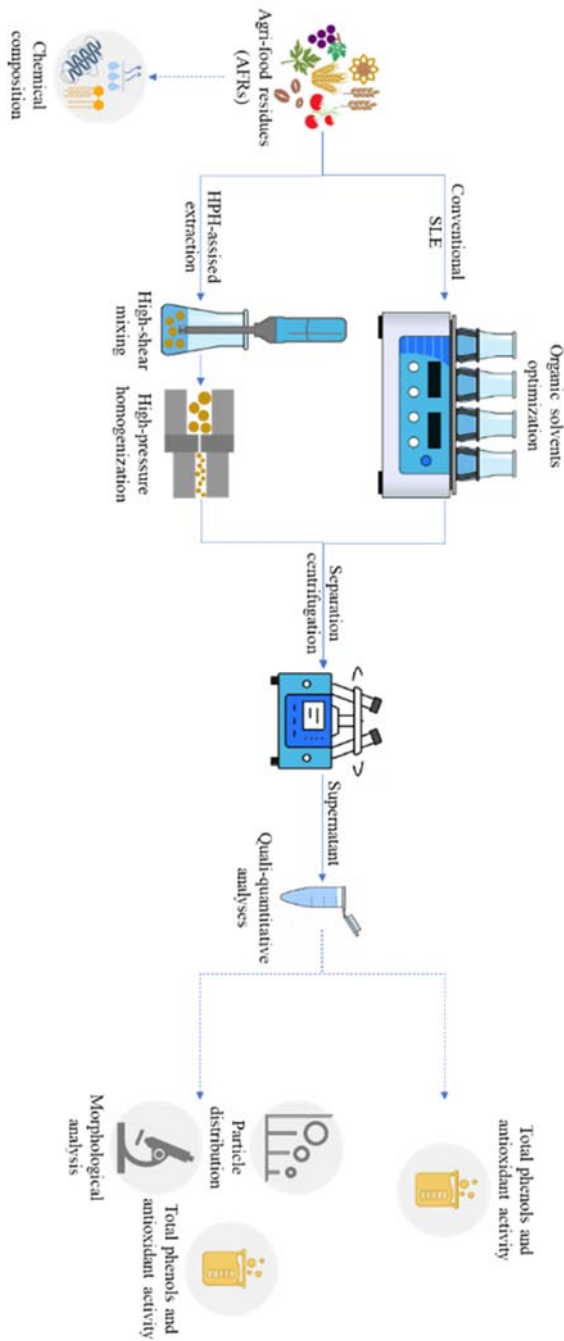 Agri-food residues
(AFRs)
Chemical
composition
Conventional
SLE
HPH-assised
extraction
Organic solvents
optimization
High-shear
mixing
High-pressure
homogenization
Separation
centrifugation
Supernatant
Quali-quantitative
analyses
Total phenols and
antioxidant activity
Particle
distribution
Morphological
analysis
Total phenols and
antioxidant activity